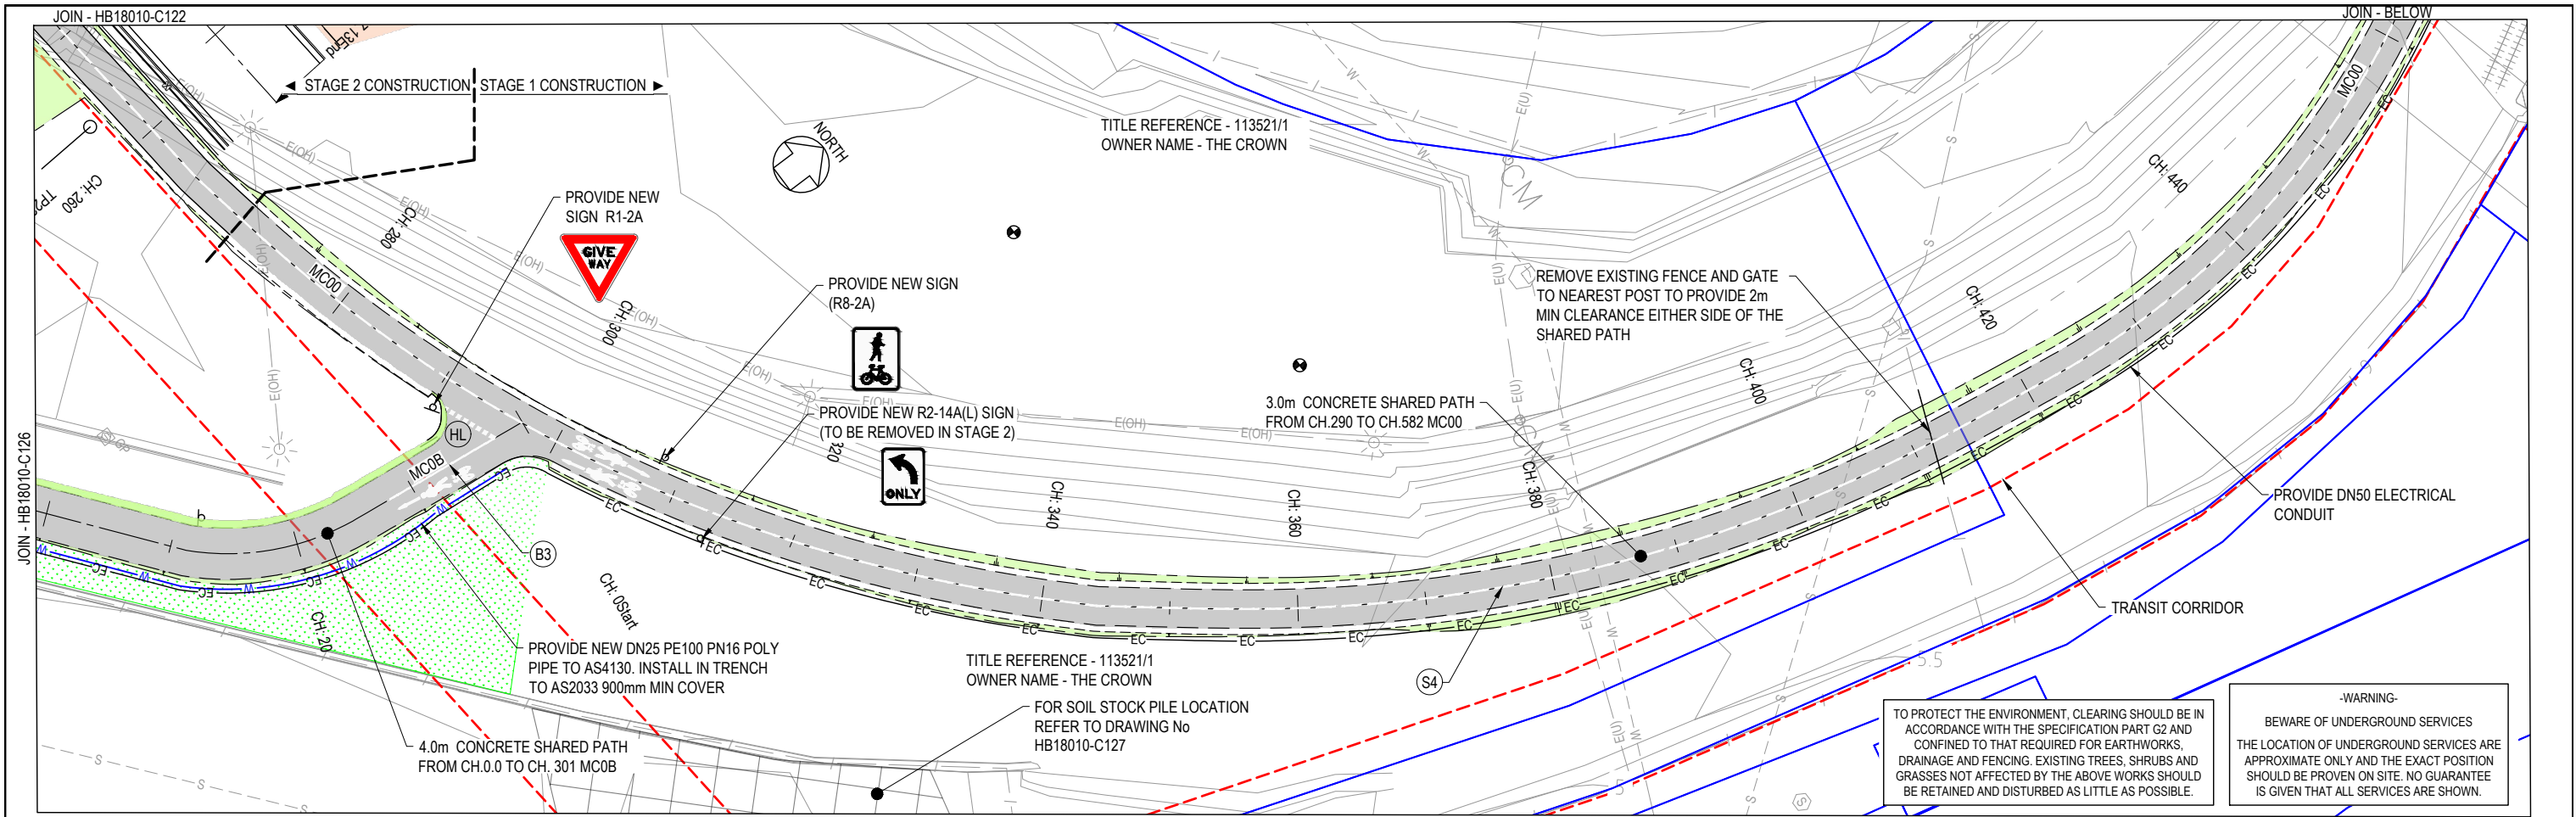 JOIN - HB18010-C122
JOIN - BELOW
JOIN - HB18010-C126
◄ STAGE 2 CONSTRUCTION
STAGE 1 CONSTRUCTION ►
NORTH
TITLE REFERENCE - 113521/1
OWNER NAME - THE CROWN
PROVIDE NEW
SIGN R1-2A
GIVE
WAY
PROVIDE NEW SIGN
(R8-2A)
PROVIDE NEW R2-14A(L) SIGN
(TO BE REMOVED IN STAGE 2)
ONLY
REMOVE EXISTING FENCE AND GATE
TO NEAREST POST TO PROVIDE 2m
MIN CLEARANCE EITHER SIDE OF THE
SHARED PATH
3.0m CONCRETE SHARED PATH
FROM CH.290 TO CH.582 MC00
PROVIDE DN50 ELECTRICAL
CONDUIT
TRANSIT CORRIDOR
CH: 260
CH: 280
CH: 300
CH: 340
CH: 360
CH: 380
CH: 400
CH: 420
CH: 440
MC00
MC00
MC0B
HL
B3
S4
CH: 0Start
CH: 20
PROVIDE NEW DN25 PE100 PN16 POLY
PIPE TO AS4130. INSTALL IN TRENCH
TO AS2033 900mm MIN COVER
4.0m CONCRETE SHARED PATH
FROM CH.0.0 TO CH. 301 MC0B
TITLE REFERENCE - 113521/1
OWNER NAME - THE CROWN
FOR SOIL STOCK PILE LOCATION
REFER TO DRAWING No
HB18010-C127
5.5
TO PROTECT THE ENVIRONMENT, CLEARING SHOULD BE IN
ACCORDANCE WITH THE SPECIFICATION PART G2 AND
CONFINED TO THAT REQUIRED FOR EARTHWORKS,
DRAINAGE AND FENCING. EXISTING TREES, SHRUBS AND
GRASSES NOT AFFECTED BY THE ABOVE WORKS SHOULD
BE RETAINED AND DISTURBED AS LITTLE AS POSSIBLE.
-WARNING-
BEWARE OF UNDERGROUND SERVICES
THE LOCATION OF UNDERGROUND SERVICES ARE
APPROXIMATE ONLY AND THE EXACT POSITION
SHOULD BE PROVEN ON SITE. NO GUARANTEE
IS GIVEN THAT ALL SERVICES ARE SHOWN.